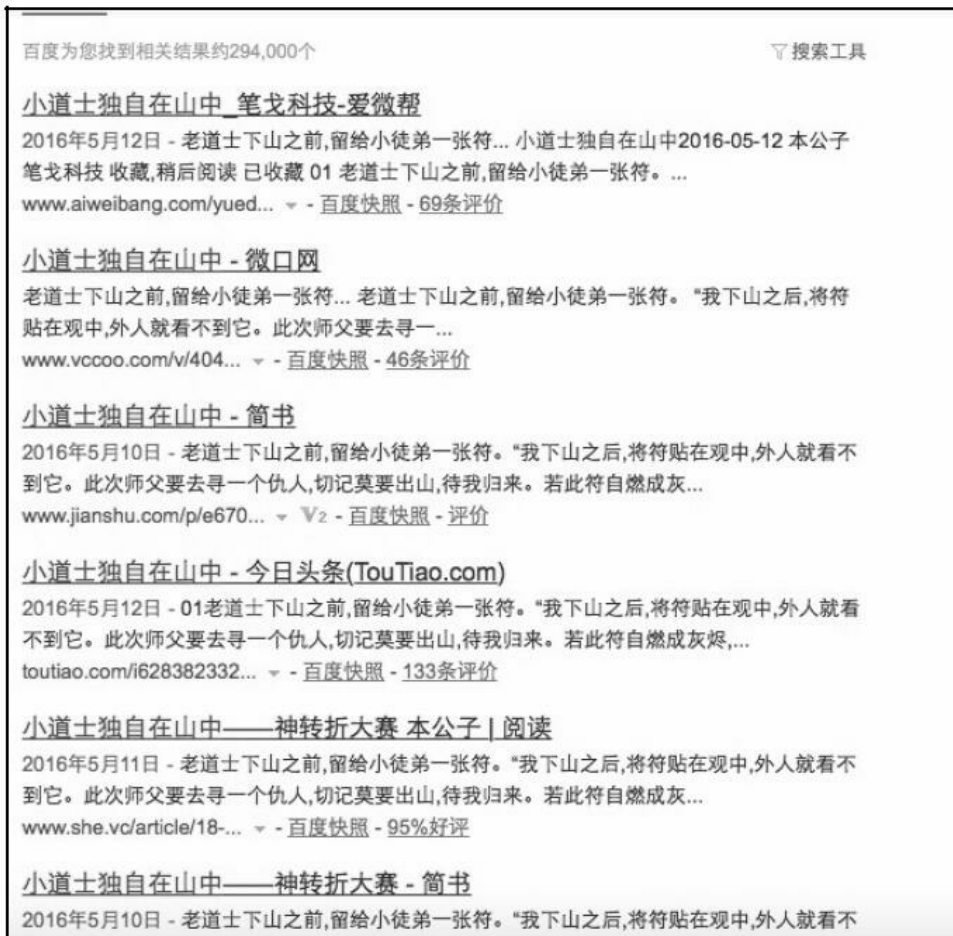 百度为您找到相关结果约294,000个 搜索工具
小道士独自在山中_笔戈科技-爱微帮
2016年5月12日 - 老道士下山之前,留给小徒弟一张符... 小道士独自在山中2016-05-12 本公子
笔戈科技 收藏,稍后阅读 已收藏 01 老道士下山之前,留给小徒弟一张符。...
www.aiweibang.com/yued... - 百度快照 - 69条评价
小道士独自在山中 - 微口网
老道士下山之前,留给小徒弟一张符... 老道士下山之前,留给小徒弟一张符。 “我下山之后,将符
贴在观中,外人就看不到它。此次师父要去寻一...
www.vccoo.com/v/404... - 百度快照 - 46条评价
小道士独自在山中 - 简书
2016年5月10日 - 老道士下山之前,留给小徒弟一张符。“我下山之后,将符贴在观中,外人就看不
到它。此次师父要去寻一个仇人,切记莫要出山,待我归来。若此符自燃成灰...
www.jianshu.com/p/e670... V2 - 百度快照 - 评价
小道士独自在山中 - 今日头条(TouTiao.com)
2016年5月12日 - 01老道士下山之前,留给小徒弟一张符。“我下山之后,将符贴在观中,外人就看
不到它。此次师父要去寻一个仇人,切记莫要出山,待我归来。若此符自燃成灰烬,...
toutiao.com/i628382332... - 百度快照 - 133条评价
小道士独自在山中——神转折大赛 本公子 | 阅读
2016年5月11日 - 老道士下山之前,留给小徒弟一张符。“我下山之后,将符贴在观中,外人就看不
到它。此次师父要去寻一个仇人,切记莫要出山,待我归来。若此符自燃成灰...
www.she.vc/article/18-... - 百度快照 - 95%好评
小道士独自在山中——神转折大赛 - 简书
2016年5月10日 - 老道士下山之前,留给小徒弟一张符。“我下山之后,将符贴在观中,外人就看不